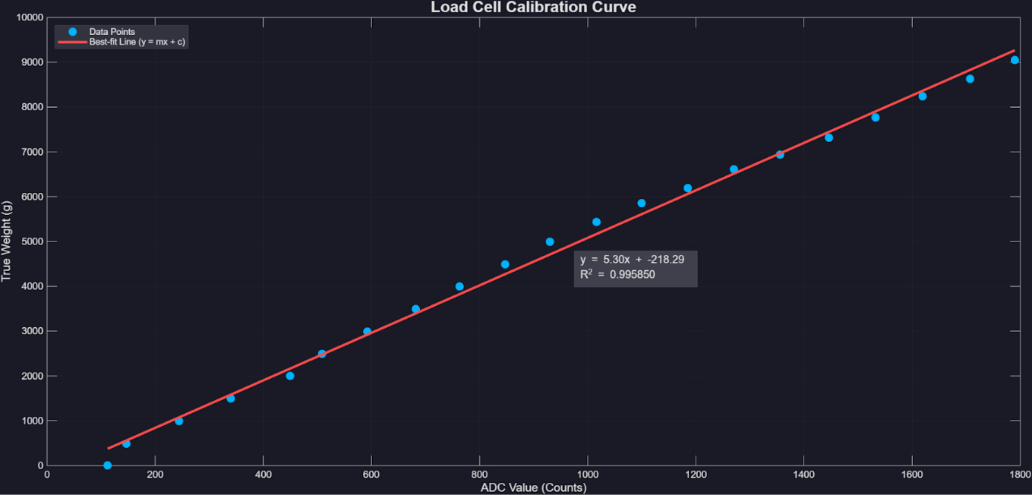 Load Cell Calibration Curve
10000
9000
8000
7000
6000
5000
4000
3000
2000
1000
0
True Weight (g)
Data Points
Best-fit Line (y = mx + c)
y = 5.30x + -218.29
R² = 0.995850
0 200 400 600 800 1000 1200 1400 1600 1800
ADC Value (Counts)